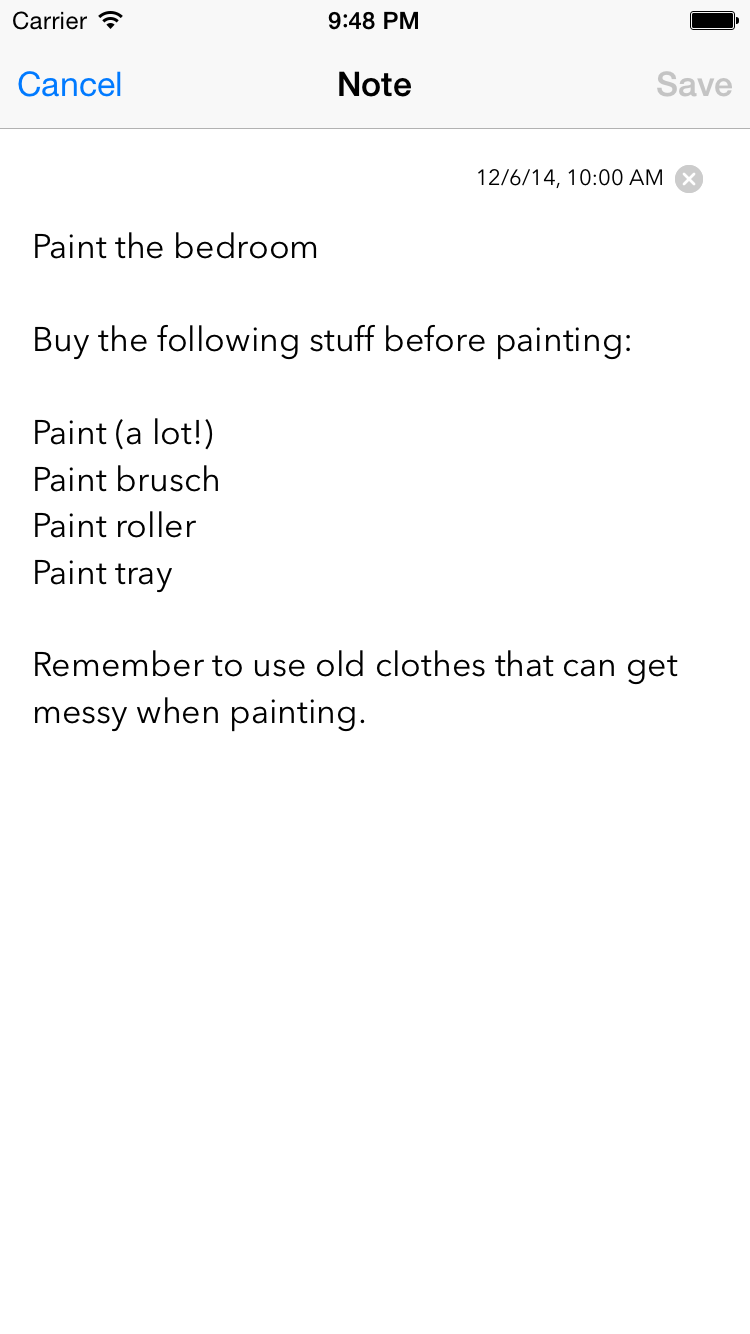 Carrier 9:48 PM
Cancel Note Save
12/6/14, 10:00 AM
Paint the bedroom
Buy the following stuff before painting:
Paint (a lot!)
Paint brusch
Paint roller
Paint tray
Remember to use old clothes that can get
messy when painting.